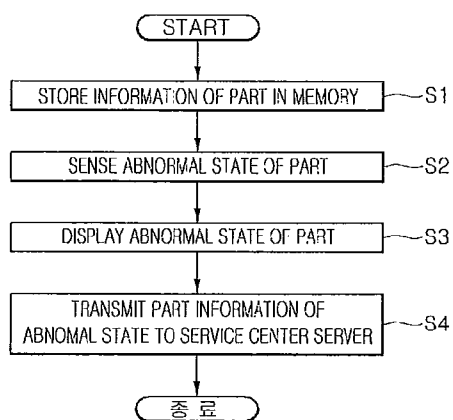 START
STORE INFORMATION OF PART IN MEMORY
S1
SENSE ABNORMAL STATE OF PART
S2
DISPLAY ABNORMAL STATE OF PART
S3
TRANSMIT PART INFORMATION OF
ABNOMAL STATE TO SERVICE CENTER SERVER
S4
종 료